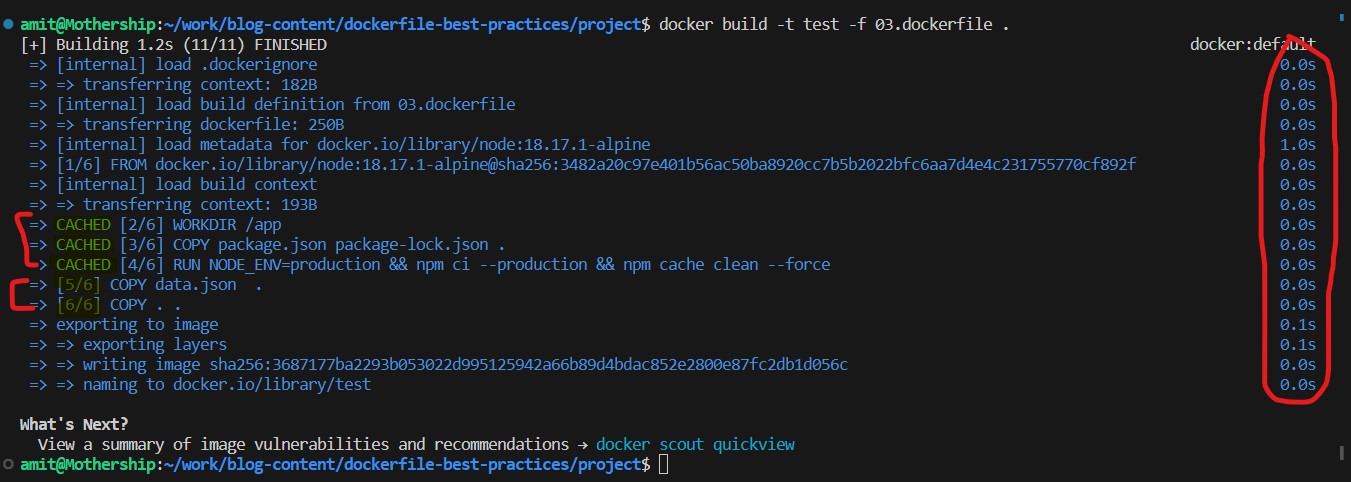 amit@Mothership:~/work/blog-content/dockerfile-best-practices/project$ docker build -t test -f 03.dockerfile .
[+] Building 1.2s (11/11) FINISHED docker:default
=> [internal] load .dockerignore 0.0s
=> => transferring context: 182B 0.0s
=> [internal] load build definition from 03.dockerfile 0.0s
=> => transferring dockerfile: 250B 0.0s
=> [internal] load metadata for docker.io/library/node:18.17.1-alpine 1.0s
=> [1/6] FROM docker.io/library/node:18.17.1-alpine@sha256:3482a20c97e401b56ac50ba8920cc7b5b2022bfc6aa7d4e4c231755770cf892f 0.0s
=> [internal] load build context 0.0s
=> => transferring context: 193B 0.0s
=> CACHED [2/6] WORKDIR /app 0.0s
=> CACHED [3/6] COPY package.json package-lock.json . 0.0s
=> CACHED [4/6] RUN NODE_ENV=production && npm ci --production && npm cache clean --force 0.0s
=> [5/6] COPY data.json  . 0.0s
=> [6/6] COPY . . 0.0s
=> exporting to image 0.1s
=> => exporting layers 0.1s
=> => writing image sha256:3687177ba2293b053022d995125942a66b89d4bdac852e2800e87fc2db1d056c 0.0s
=> => naming to docker.io/library/test 0.0s
What's Next?
View a summary of image vulnerabilities and recommendations → docker scout quickview
amit@Mothership:~/work/blog-content/dockerfile-best-practices/project$